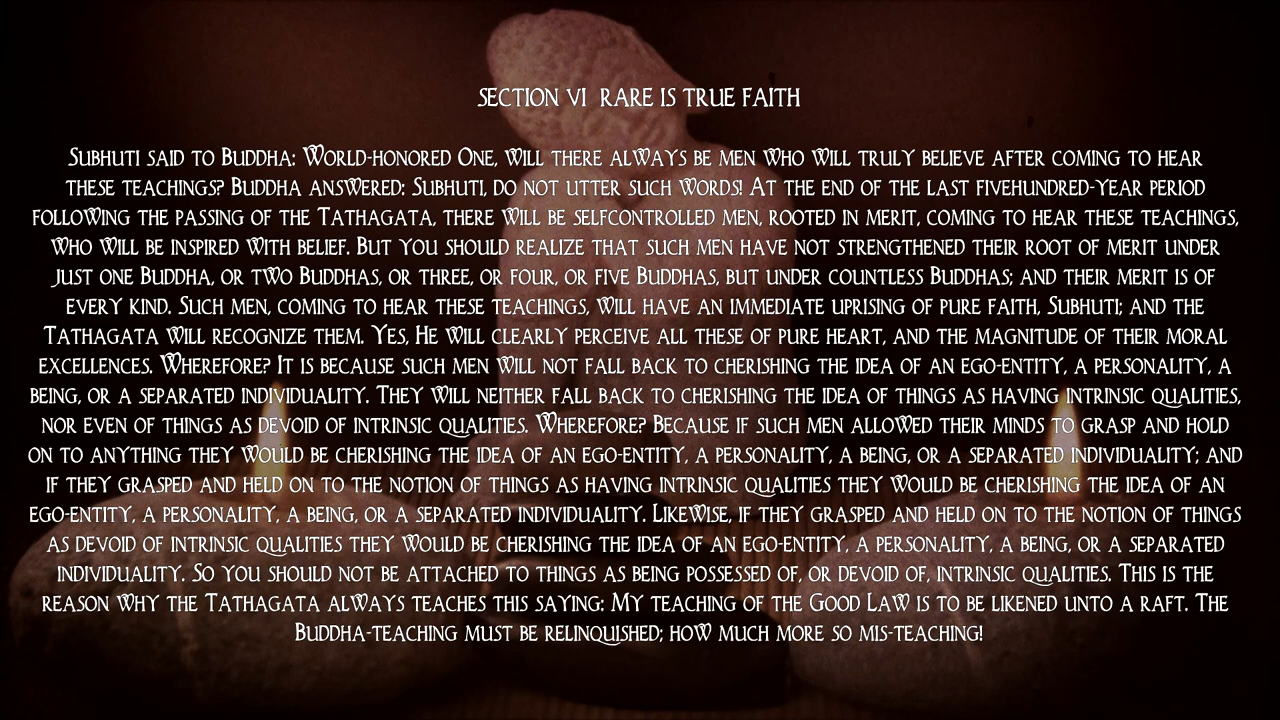 SECTION VI  RARE IS TRUE FAITH
Subhuti said to Buddha: World-honored One, will there always be men who will truly believe after coming to hear
these teachings? Buddha answered: Subhuti, do not utter such words! At the end of the last fivehundred-year period
following the passing of the Tathagata, there will be selfcontrolled men, rooted in merit, coming to hear these teachings,
who will be inspired with belief. But you should realize that such men have not strengthened their root of merit under
just one Buddha, or two Buddhas, or three, or four, or five Buddhas, but under countless Buddhas; and their merit is of
every kind. Such men, coming to hear these teachings, will have an immediate uprising of pure faith, Subhuti; and the
Tathagata will recognize them. Yes, He will clearly perceive all these of pure heart, and the magnitude of their moral
excellences. Wherefore? It is because such men will not fall back to cherishing the idea of an ego-entity, a personality, a
being, or a separated individuality. They will neither fall back to cherishing the idea of things as having intrinsic qualities,
nor even of things as devoid of intrinsic qualities. Wherefore? Because if such men allowed their minds to grasp and hold
on to anything they would be cherishing the idea of an ego-entity, a personality, a being, or a separated individuality; and
if they grasped and held on to the notion of things as having intrinsic qualities they would be cherishing the idea of an
ego-entity, a personality, a being, or a separated individuality. Likewise, if they grasped and held on to the notion of things
as devoid of intrinsic qualities they would be cherishing the idea of an ego-entity, a personality, a being, or a separated
individuality. So you should not be attached to things as being possessed of, or devoid of, intrinsic qualities. This is the
reason why the Tathagata always teaches this saying: My teaching of the Good Law is to be likened unto a raft. The
Buddha-teaching must be relinquished; how much more so mis-teaching!